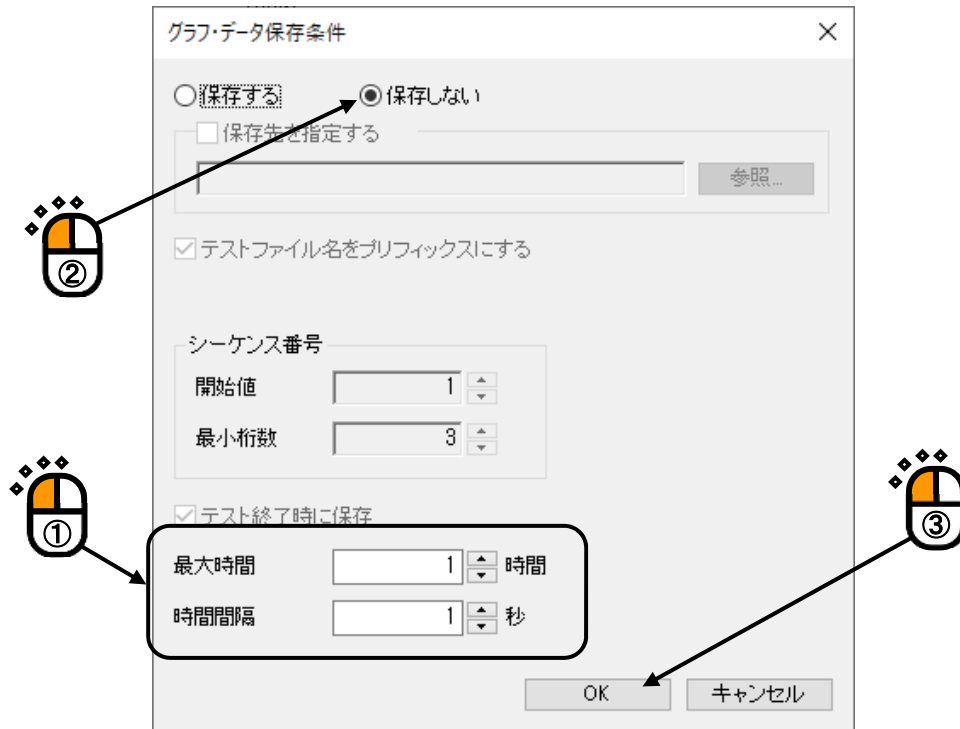 グラフ・データ保存条件
保存する 保存しない
保存先を指定する
参照...
②
テストファイル名をプリフィックスにする
シーケンス番号
開始値 1
最小桁数 3
テスト終了時に保存
① ③
最大時間 1 時間
時間間隔 1 秒
OK キャンセル